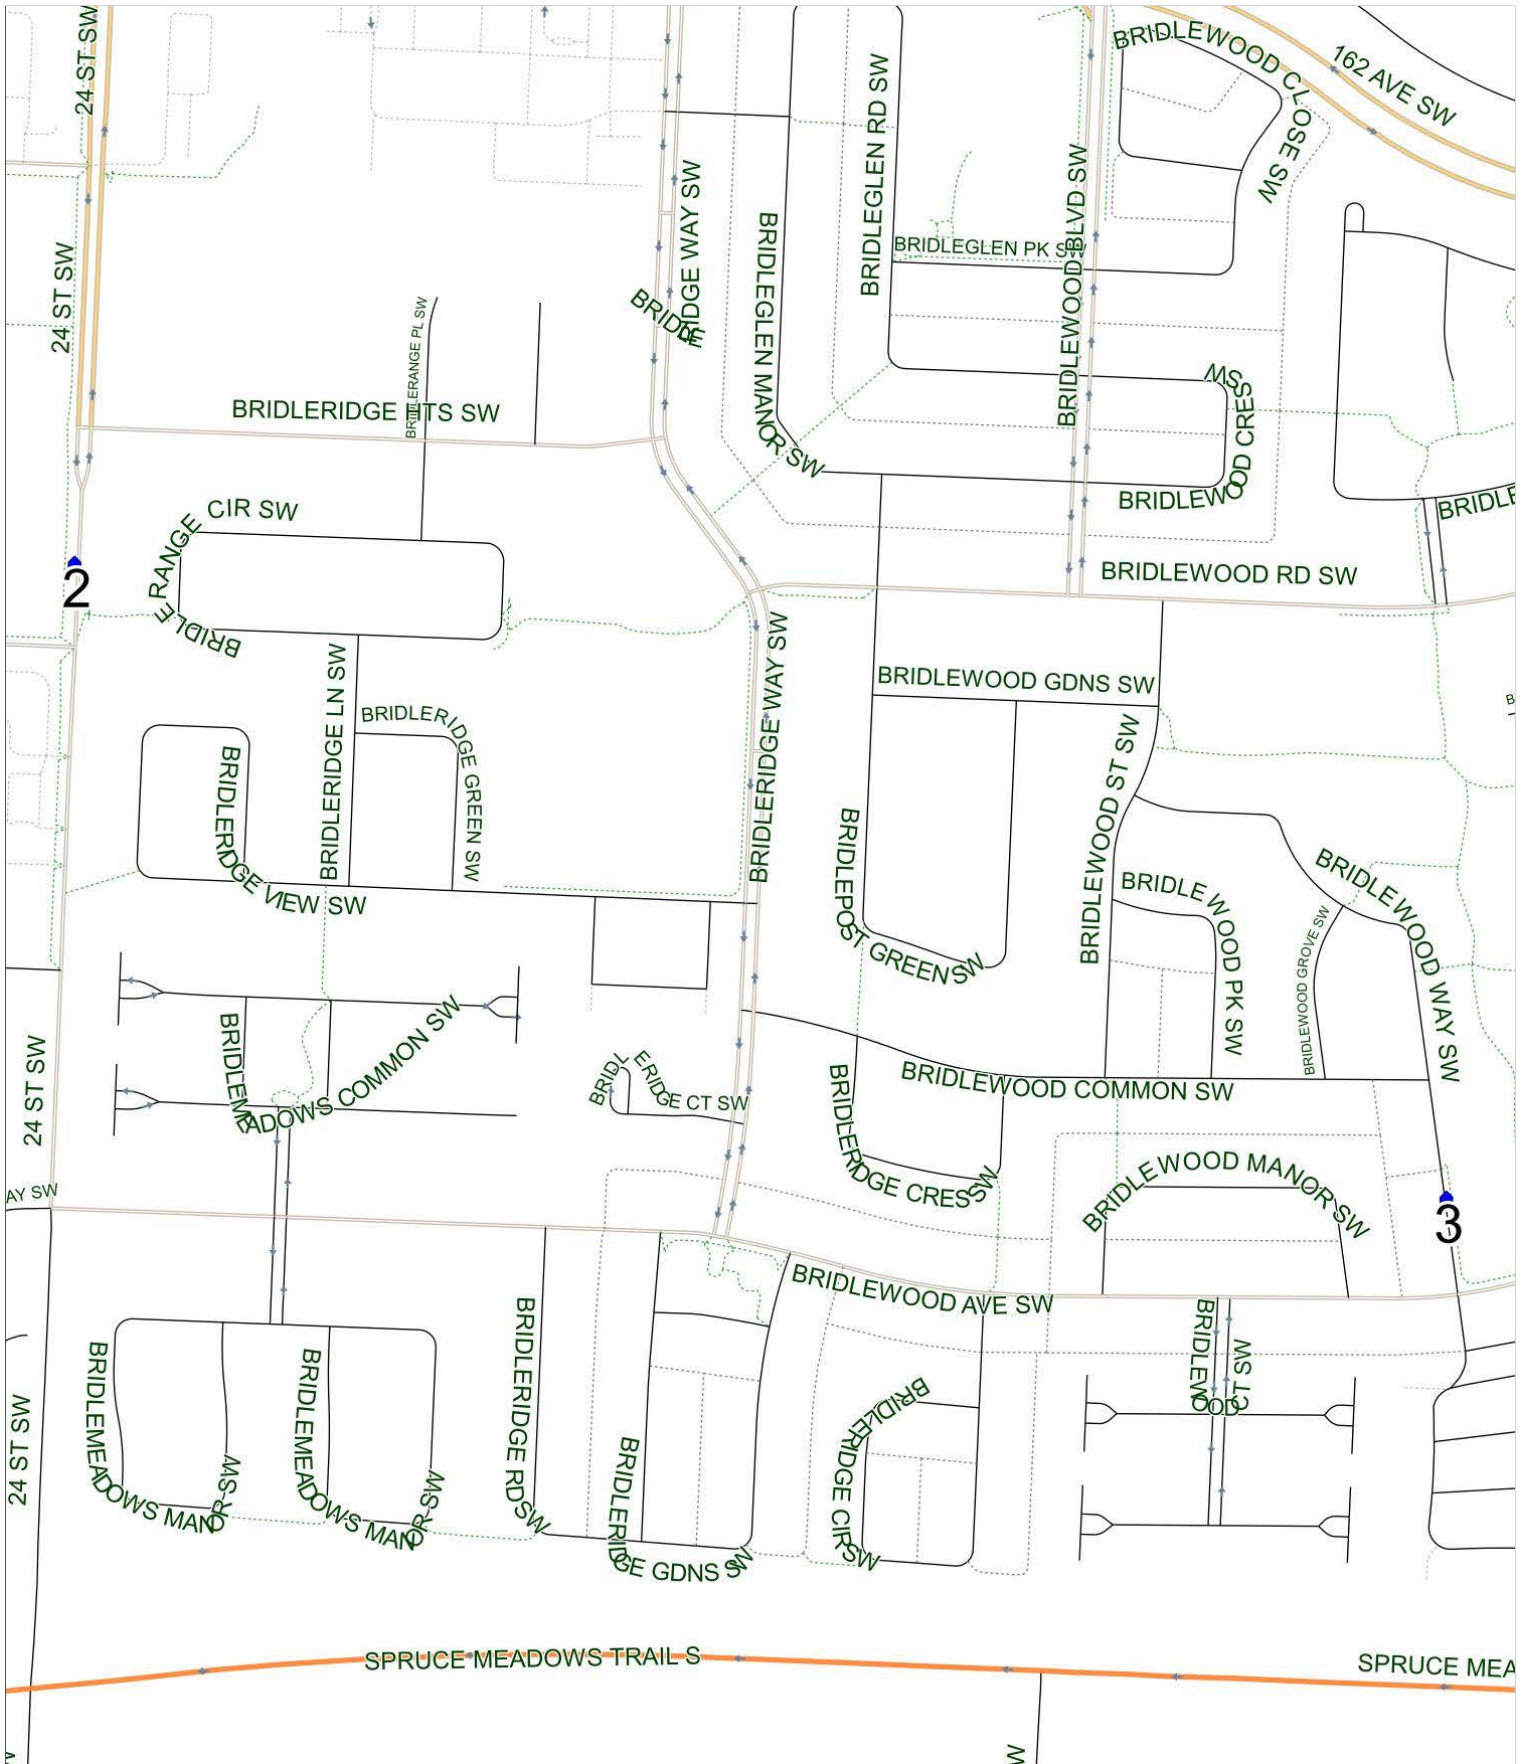 24 ST SW
BRIDLEWOOD CLOSE SW
162 AVE SW
BRIDLEGLEN RD SW
BRIDLERIDGE WAY SW
BRIDLEGLEN MANOR SW
BRIDLEWOOD BLVD SW
BRIDLEGLEN PK SW
24 ST SW
BRIDLERANGE PL SW
BRIDLERIDGE HTS SW
BRIDLEWOOD CRES SW
BRIDLE RANGE CIR SW
BRIDLE
BRIDLEWOOD RD SW
2
BRIDLERIDGE WAY SW
BRIDLERIDGE LN SW
BRIDLEWOOD GDNS SW
BRIDLERIDGE GREEN SW
BRIDLEWOOD ST SW
BRIDLERIDGE VIEW SW
BRIDLEPOST GREEN SW
BRIDLEWOOD PK SW
BRIDLEWOOD WAY SW
BRIDLEWOOD GROVE SW
BRIDLEMEADOWS COMMON SW
24 ST SW
BRIDLERIDGE CT SW
BRIDLEWOOD COMMON SW
BRIDLERIDGE CRES SW
BRIDLEWOOD MANOR SW
AY SW
3
BRIDLEWOOD AVE SW
BRIDLEMEADOWS MANOR SW
BRIDLEMEADOWS MANOR SW
BRIDLERIDGE RD SW
BRIDLERIDGE GDNS SW
BRIDLERIDGE CIR SW
BRIDLEWOOD CT SW
24 ST SW
SPRUCE MEADOWS TRAIL S
SPRUCE MEA
W